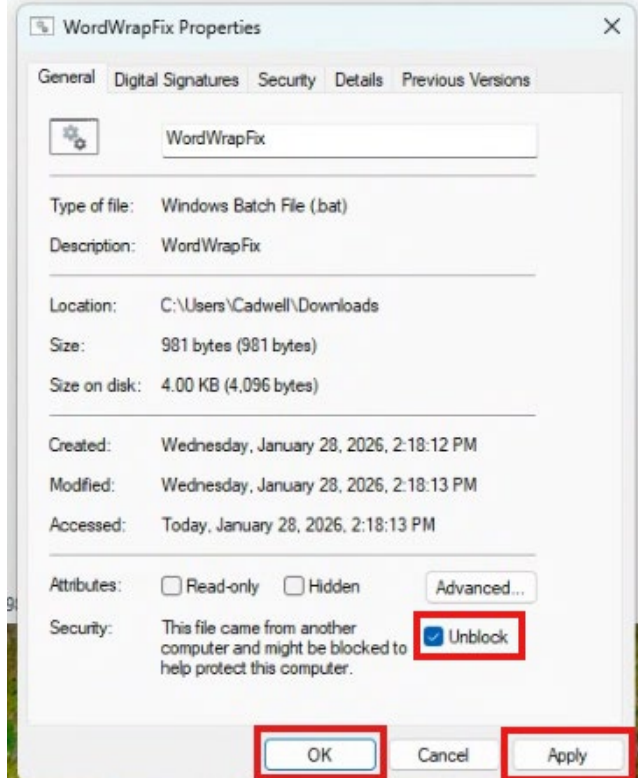 WordWrapFix Properties
General Digital Signatures Security Details Previous Versions
WordWrapFix
Type of file: Windows Batch File (.bat)
Description: WordWrapFix
Location: C:\Users\Cadwell\Downloads
Size: 981 bytes (981 bytes)
Size on disk: 4.00 KB (4,096 bytes)
Created: Wednesday, January 28, 2026, 2:18:12 PM
Modified: Wednesday, January 28, 2026, 2:18:13 PM
Accessed: Today, January 28, 2026, 2:18:13 PM
Attributes: Read-only Hidden Advanced...
Security: This file came from another Unblock
computer and might be blocked to
help protect this computer.
OK Cancel Apply